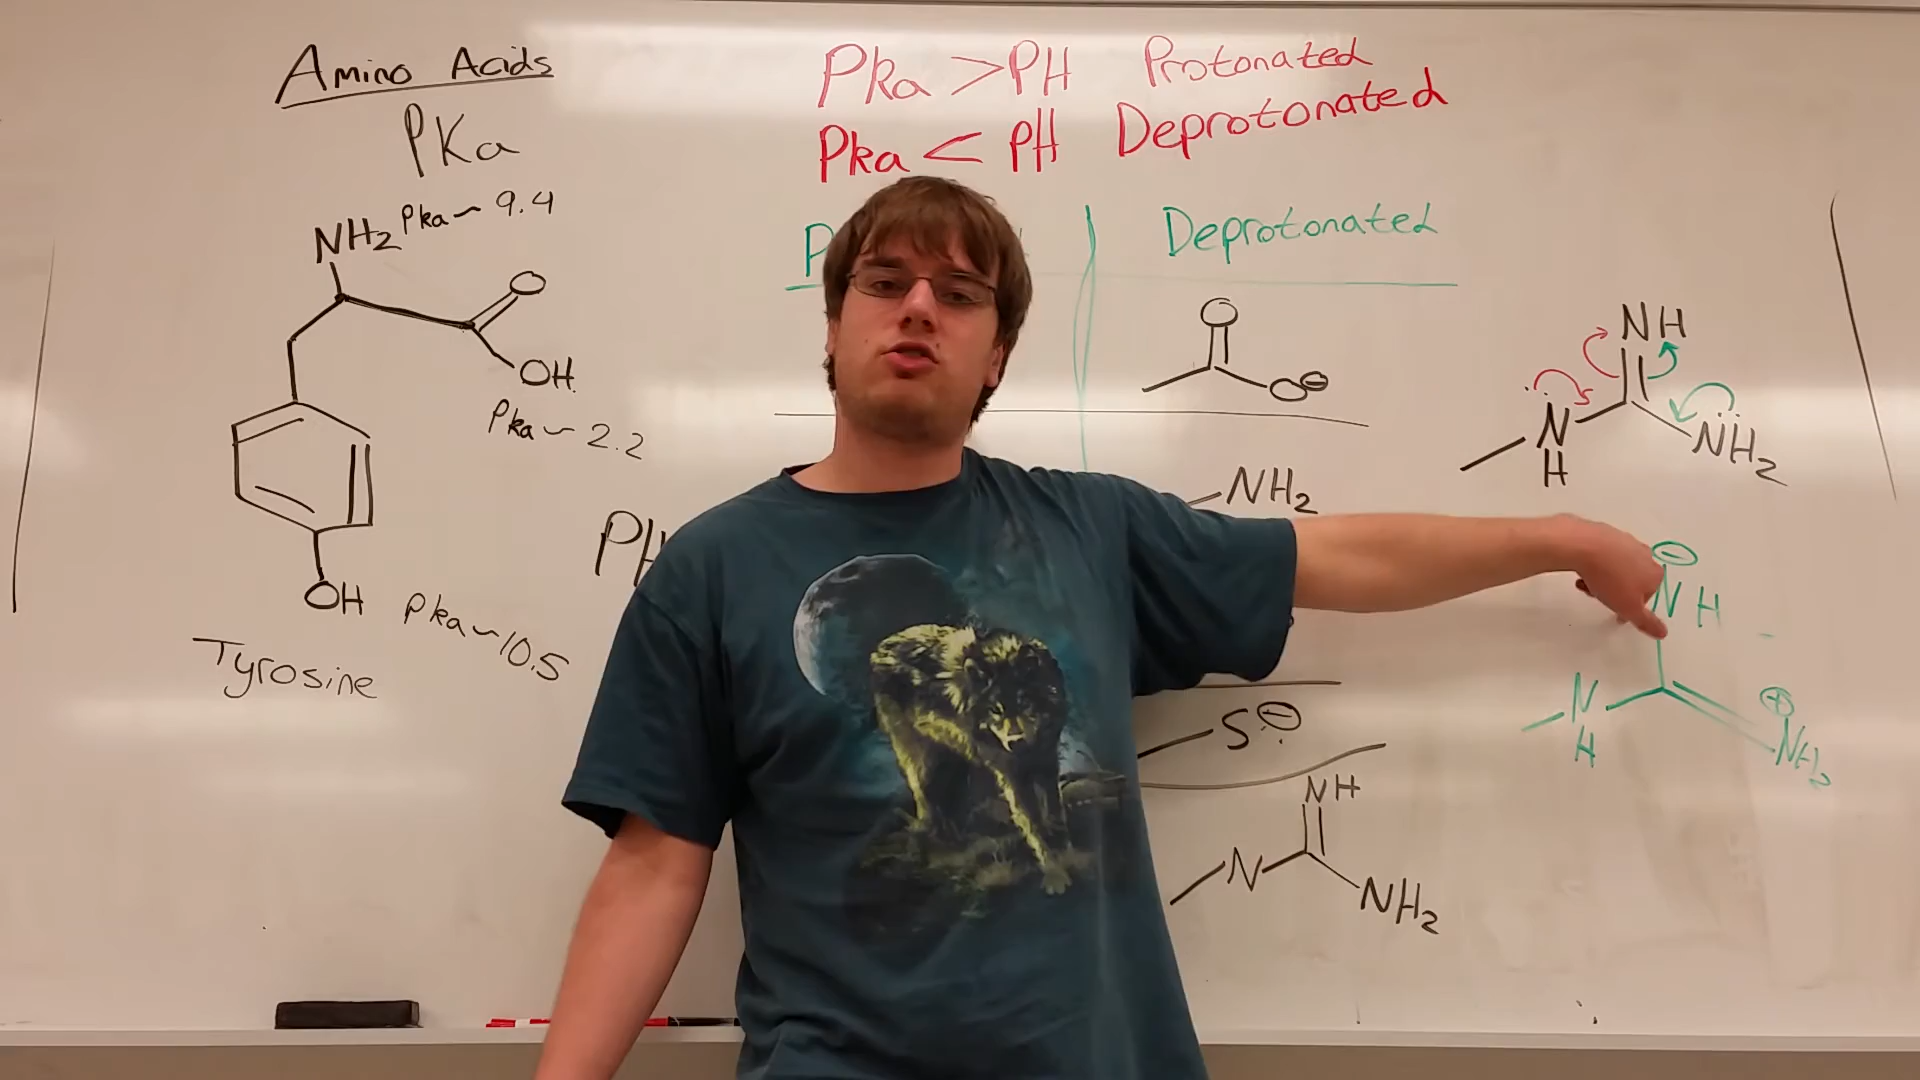 Amino Acids
PKa
NH2 Pka~ 9.4
O
OH
Pka~2.2
OH Pka~10.5
Tyrosine
Pka > PH Protonated
Pka < PH Deprotonated
Deprotonated
O
O⊖
NH2
S⊖
NH
N
NH2
PH
NH
N
H
NH2
⊖
NH
N
H
⊕
NH2